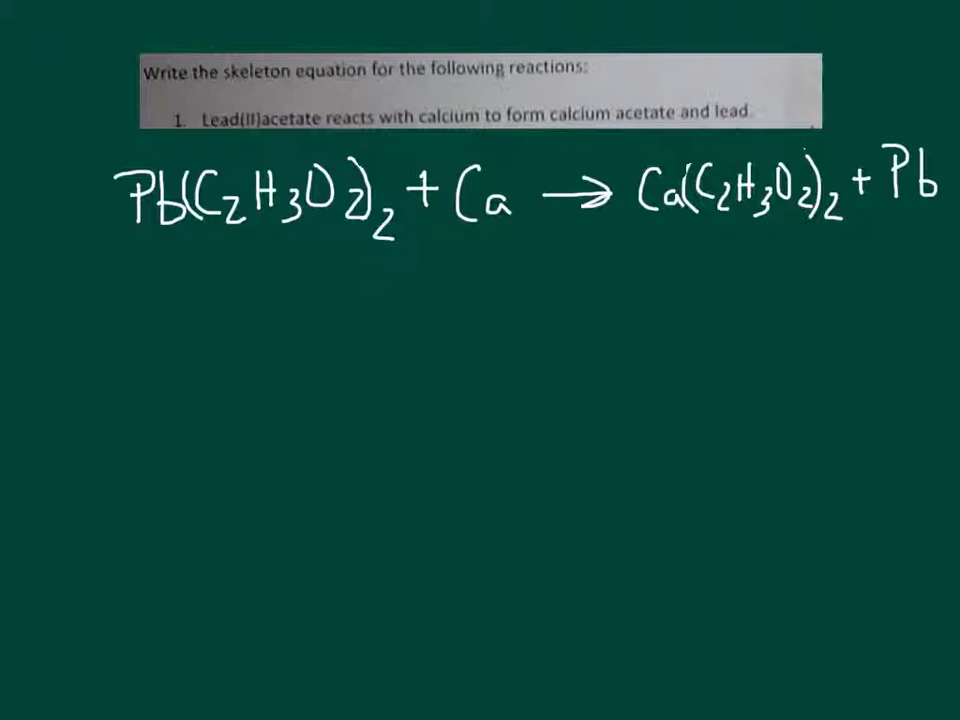 Write the skeleton equation for the following reactions:
1. Lead(II)acetate reacts with calcium to form calcium acetate and lead.
Pb(C₂H₃O₂)₂ + Ca → Ca(C₂H₃O₂)₂ + Pb